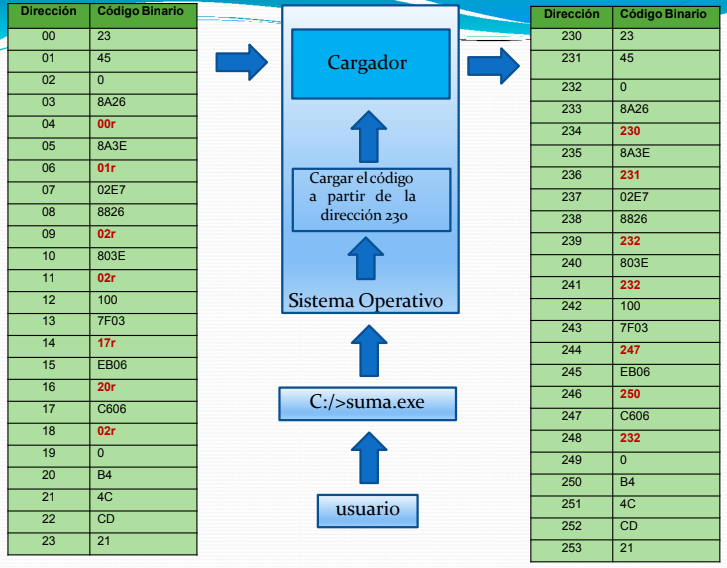 Dirección Código Binario
00 23
01 45
02 0
03 8A26
04 00r
05 8A3E
06 01r
07 02E7
08 8826
09 02r
10 803E
11 02r
12 100
13 7F03
14 17r
15 EB06
16 20r
17 C606
18 02r
19 0
20 B4
21 4C
22 CD
23 21
Cargador
Cargar el código
a partir de la
dirección 230
Sistema Operativo
C:/>suma.exe
usuario
Dirección Código Binario
230 23
231 45
232 0
233 8A26
234 230
235 8A3E
236 231
237 02E7
238 8826
239 232
240 803E
241 232
242 100
243 7F03
244 247
245 EB06
246 250
247 C606
248 232
249 0
250 B4
251 4C
252 CD
253 21